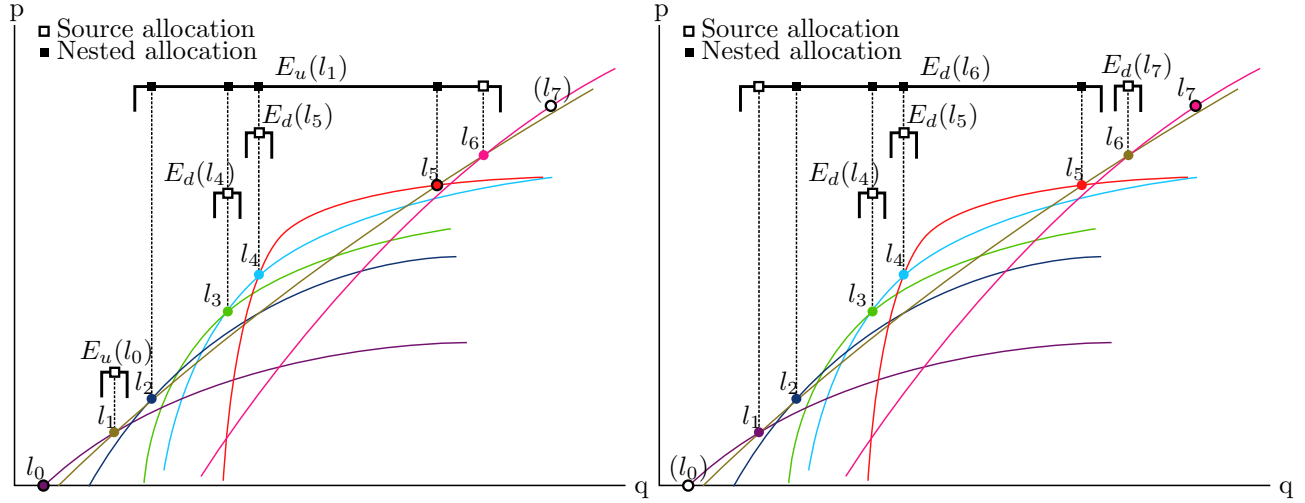 p
Source allocation
Nested allocation
E_u(l_1)
(l_7)
E_d(l_5)
l_6
E_d(l_4)
l_5
l_4
l_3
E_u(l_0)
l_2
l_1
l_0
q
p
Source allocation
Nested allocation
E_d(l_6)
E_d(l_7)
l_7
E_d(l_5)
l_6
E_d(l_4)
l_5
l_4
l_3
l_2
l_1
(l_0)
q